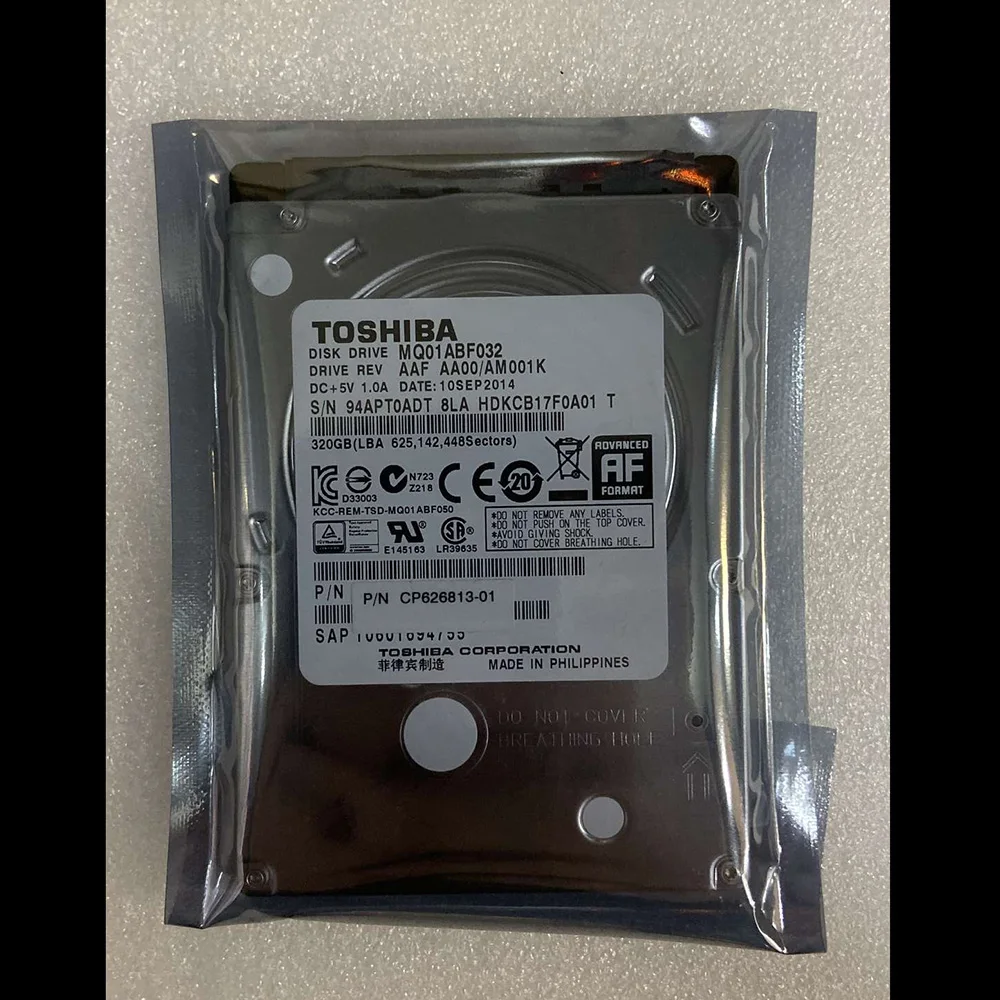 TOSHIBA
DISK DRIVE MQ01ABF032
DRIVE REV AAF AA00/AM001K
DC+5V 1.0A DATE:10SEP2014
S/N 94APT0ADT 8LA HDKCB17F0A01 T
320GB(LBA 625,142,448Sectors)
D33003
N723
Z218
CE
20
ADVANCED
AF
FORMAT
KCC-REM-TSD-MQ01ABF050
E145163
LR39635
*DO NOT REMOVE ANY LABELS.
*DO NOT PUSH ON THE TOP COVER.
*AVOID GIVING SHOCK.
*DO NOT COVER BREATHING HOLE.
P/N
P/N CP626813-01
SAP
TOSHIBA CORPORATION
菲律宾制造 MADE IN PHILIPPINES
DO NOT COVER
BREATHING HOLE